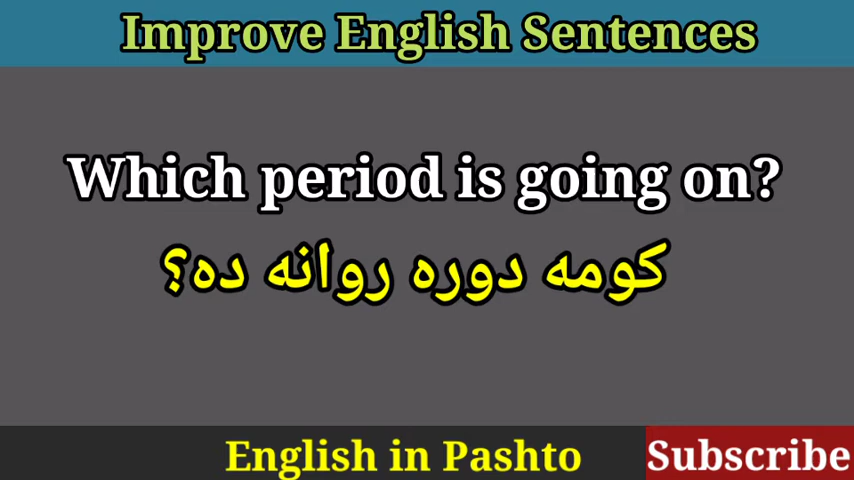 Improve English Sentences
Which period is going on?
کومه دوره روانه ده؟
English in Pashto
Subscribe